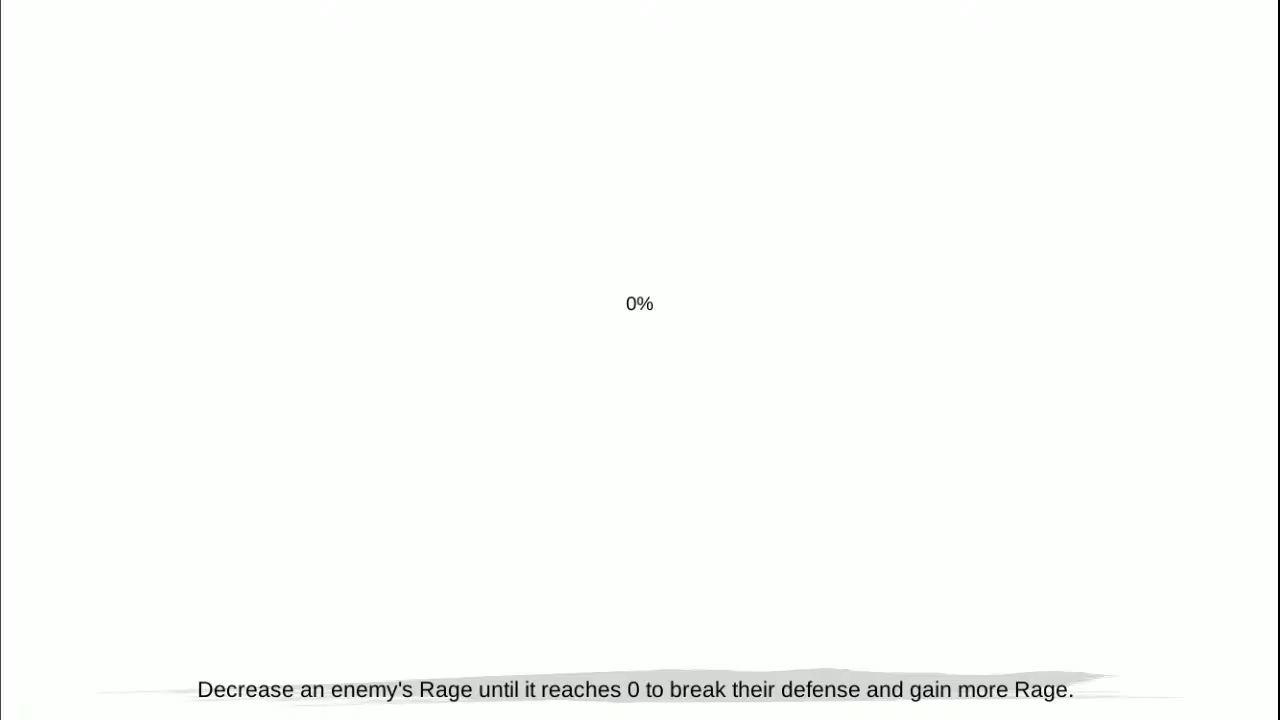 0%
Decrease an enemy's Rage until it reaches 0 to break their defense and gain more Rage.